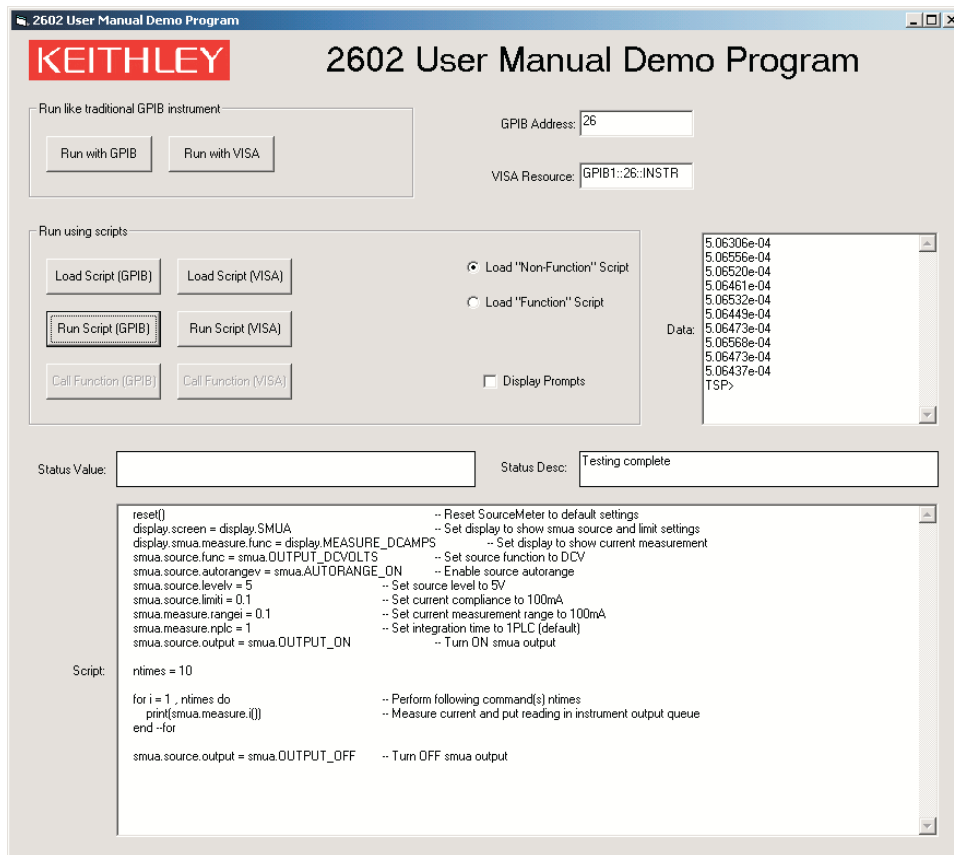 2602 User Manual Demo Program
KEITHLEY
2602 User Manual Demo Program
Run like traditional GPIB instrument
Run with GPIB
Run with VISA
GPIB Address: 26
VISA Resource: GPIB1::26::INSTR
Run using scripts
Load Script (GPIB)
Load Script (VISA)
Load "Non-Function" Script
Load "Function" Script
Run Script (GPIB)
Run Script (VISA)
Call Function (GPIB)
Call Function (VISA)
Display Prompts
Data:
5.06306e-04
5.06556e-04
5.06520e-04
5.06461e-04
5.06532e-04
5.06449e-04
5.06473e-04
5.06568e-04
5.06473e-04
5.06437e-04
TSP>
Status Value:
Status Desc: Testing complete
Script:
reset() -- Reset SourceMeter to default settings
display.screen = display.SMUA -- Set display to show smua source and limit settings
display.smua.measure.func = display.MEASURE_DCAMPS -- Set display to show current measurement
smua.source.func = smua.OUTPUT_DCVOLTS -- Set source function to DCV
smua.source.autorangev = smua.AUTORANGE_ON -- Enable source autorange
smua.source.levelv = 5 -- Set source level to 5V
smua.source.limiti = 0.1 -- Set current compliance to 100mA
smua.measure.rangei = 0.1 -- Set current measurement range to 100mA
smua.measure.nplc = 1 -- Set integration time to 1PLC (default)
smua.source.output = smua.OUTPUT_ON -- Turn ON smua output
ntimes = 10
for i = 1 , ntimes do -- Perform following command(s) ntimes
print(smua.measure.i()) -- Measure current and put reading in instrument output queue
end --for
smua.source.output = smua.OUTPUT_OFF -- Turn OFF smua output